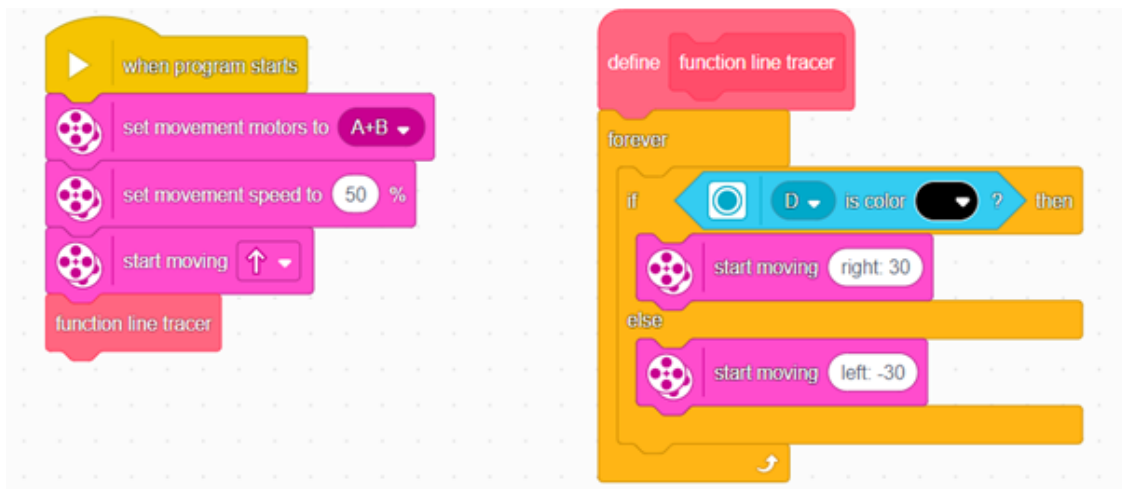 when program starts
set movement motors to A+B
set movement speed to 50 %
start moving
function line tracer
define function line tracer
forever
if D is color ? then
start moving right: 30
else
start moving left: -30